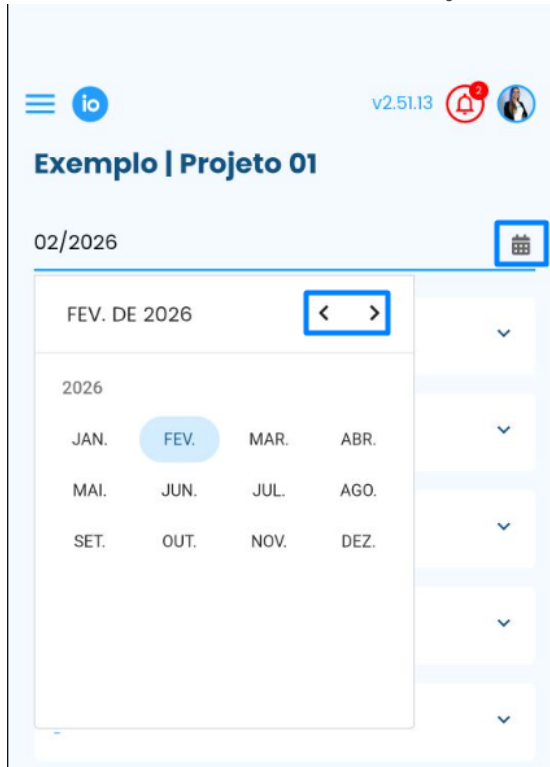 io v2.51.13 2
Exemplo | Projeto 01
02/2026
FEV. DE 2026
2026
JAN. FEV. MAR. ABR.
MAI. JUN. JUL. AGO.
SET. OUT. NOV. DEZ.